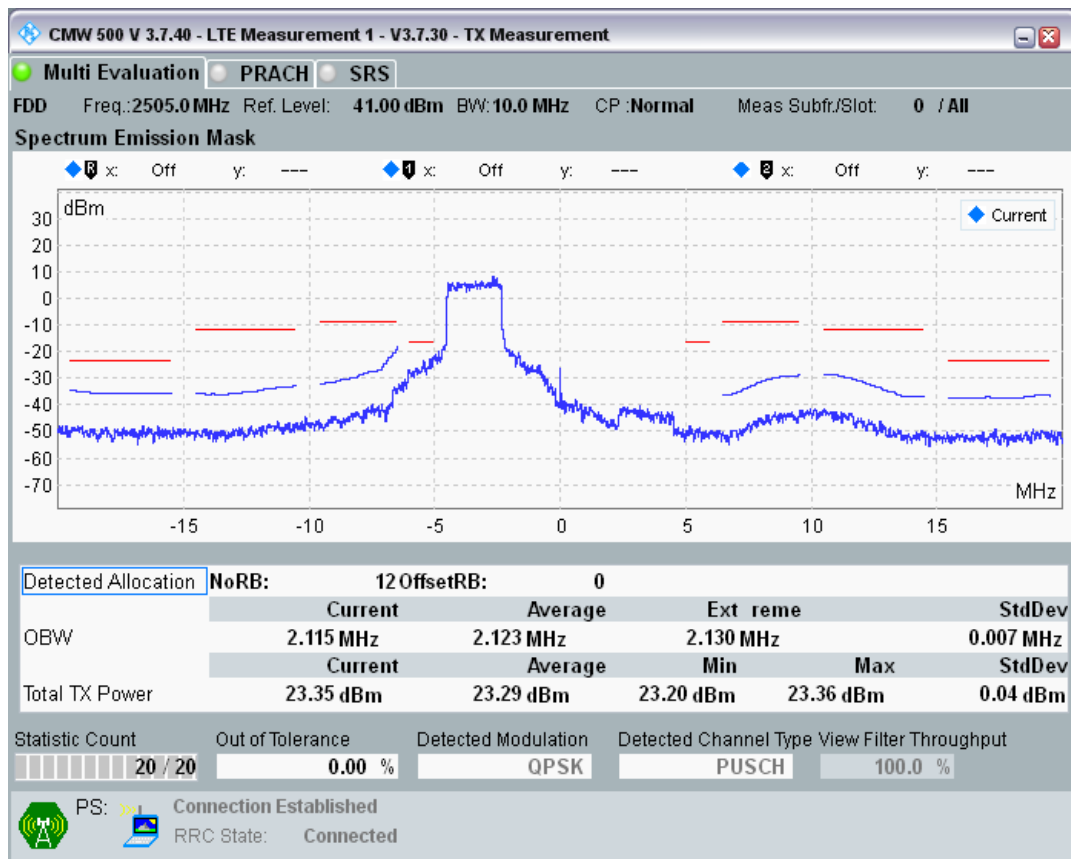 CMW 500 V 3.7.40 - LTE Measurement 1 - V3.7.30 - TX Measurement
Multi Evaluation PRACH SRS
FDD Freq.:2505.0 MHz Ref. Level: 41.00 dBm BW: 10.0 MHz CP :Normal Meas Subfr./Slot: 0 / All
Spectrum Emission Mask
R x: Off y: --- 1 x: Off y: --- 2 x: Off y: ---
dBm
Current
30
20
10
0
-10
-20
-30
-40
-50
-60
-70
MHz
-15 -10 -5 0 5 10 15
Detected Allocation NoRB: 12 OffsetRB: 0
Current Average Ext reme StdDev
OBW 2.115 MHz 2.123 MHz 2.130 MHz 0.007 MHz
Current Average Min Max StdDev
Total TX Power 23.35 dBm 23.29 dBm 23.20 dBm 23.36 dBm 0.04 dBm
Statistic Count Out of Tolerance Detected Modulation Detected Channel Type View Filter Throughput
20 / 20 0.00 % QPSK PUSCH 100.0 %
PS: Connection Established
RRC State: Connected